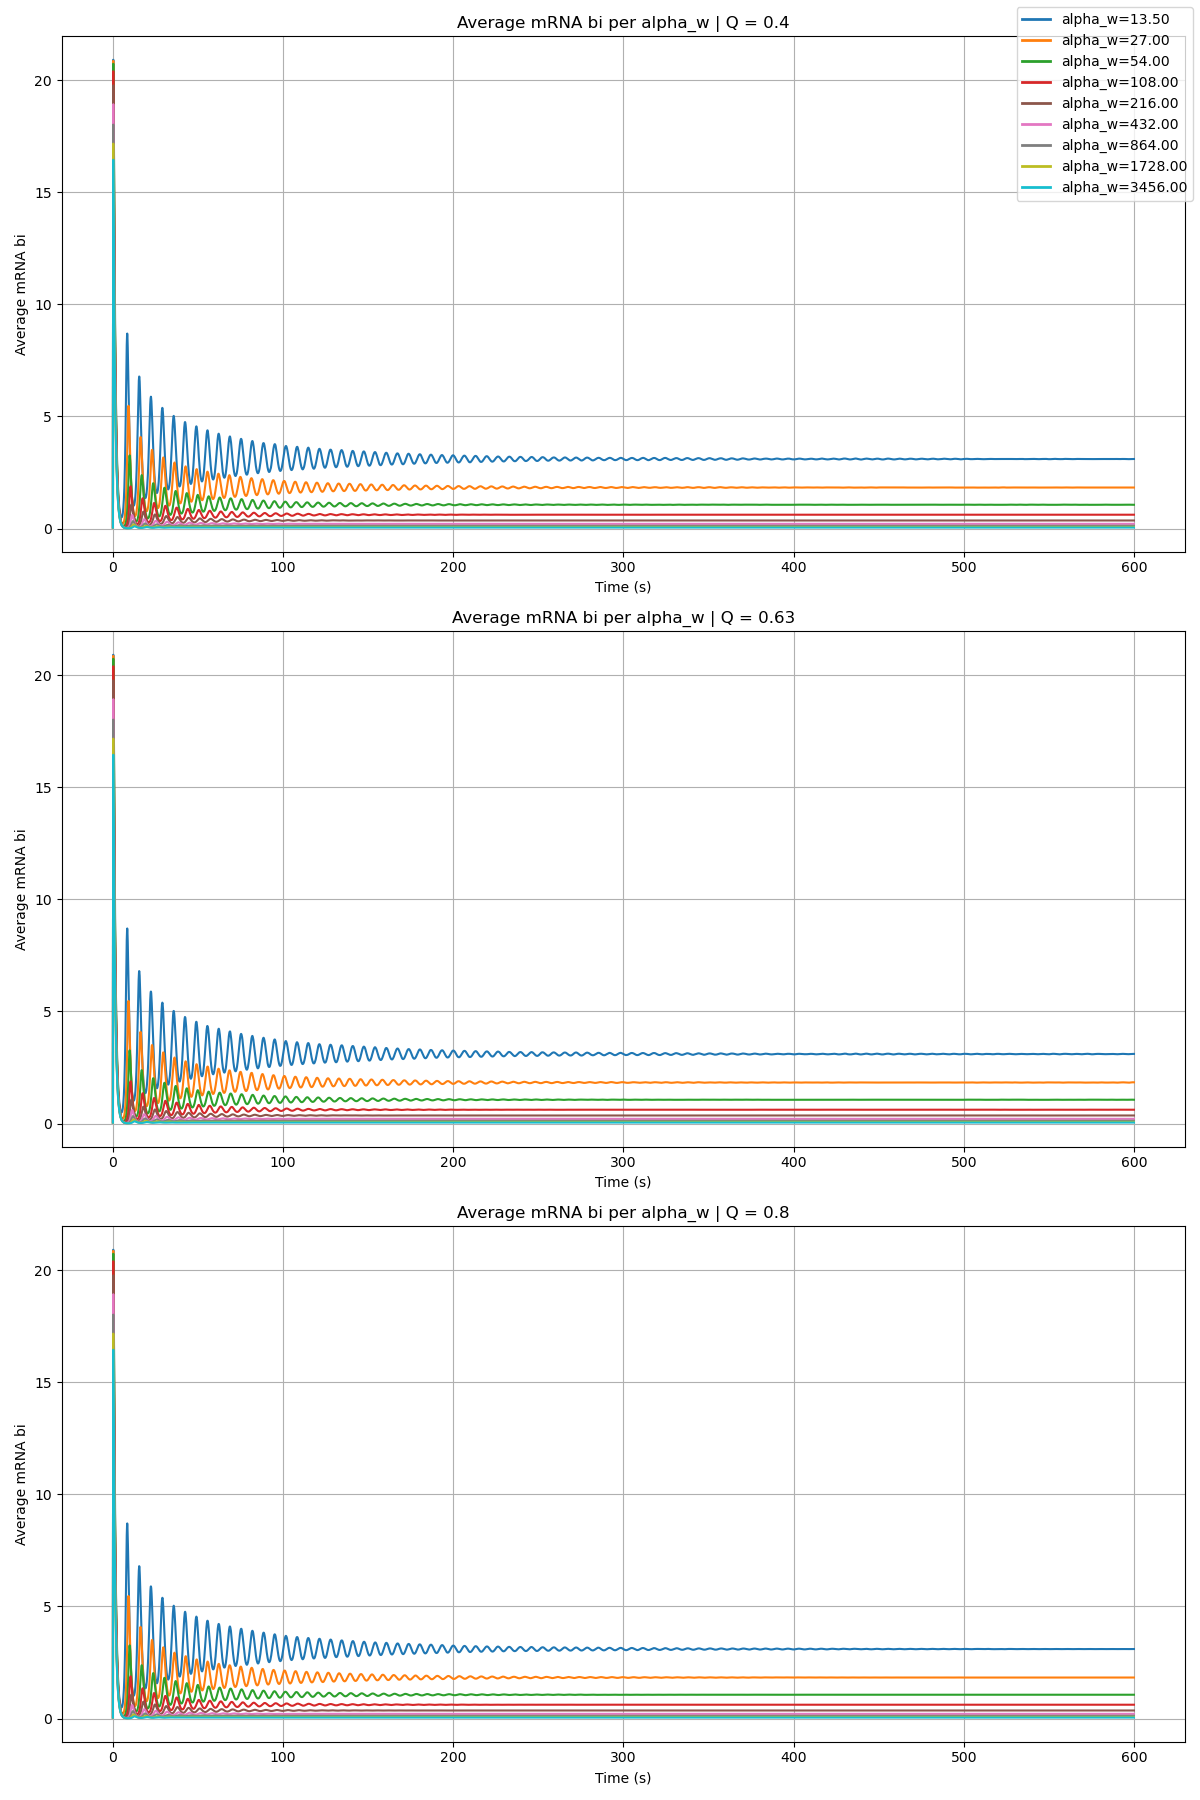 Average mRNA bi per alpha_w | Q = 0.4
alpha_w=13.50
alpha_w=27.00
alpha_w=54.00
alpha_w=108.00
alpha_w=216.00
alpha_w=432.00
alpha_w=864.00
alpha_w=1728.00
alpha_w=3456.00
Average mRNA bi
20
15
10
5
0
0 100 200 300 400 500 600
Time (s)
Average mRNA bi per alpha_w | Q = 0.63
Average mRNA bi
20
15
10
5
0
0 100 200 300 400 500 600
Time (s)
Average mRNA bi per alpha_w | Q = 0.8
Average mRNA bi
20
15
10
5
0
0 100 200 300 400 500 600
Time (s)